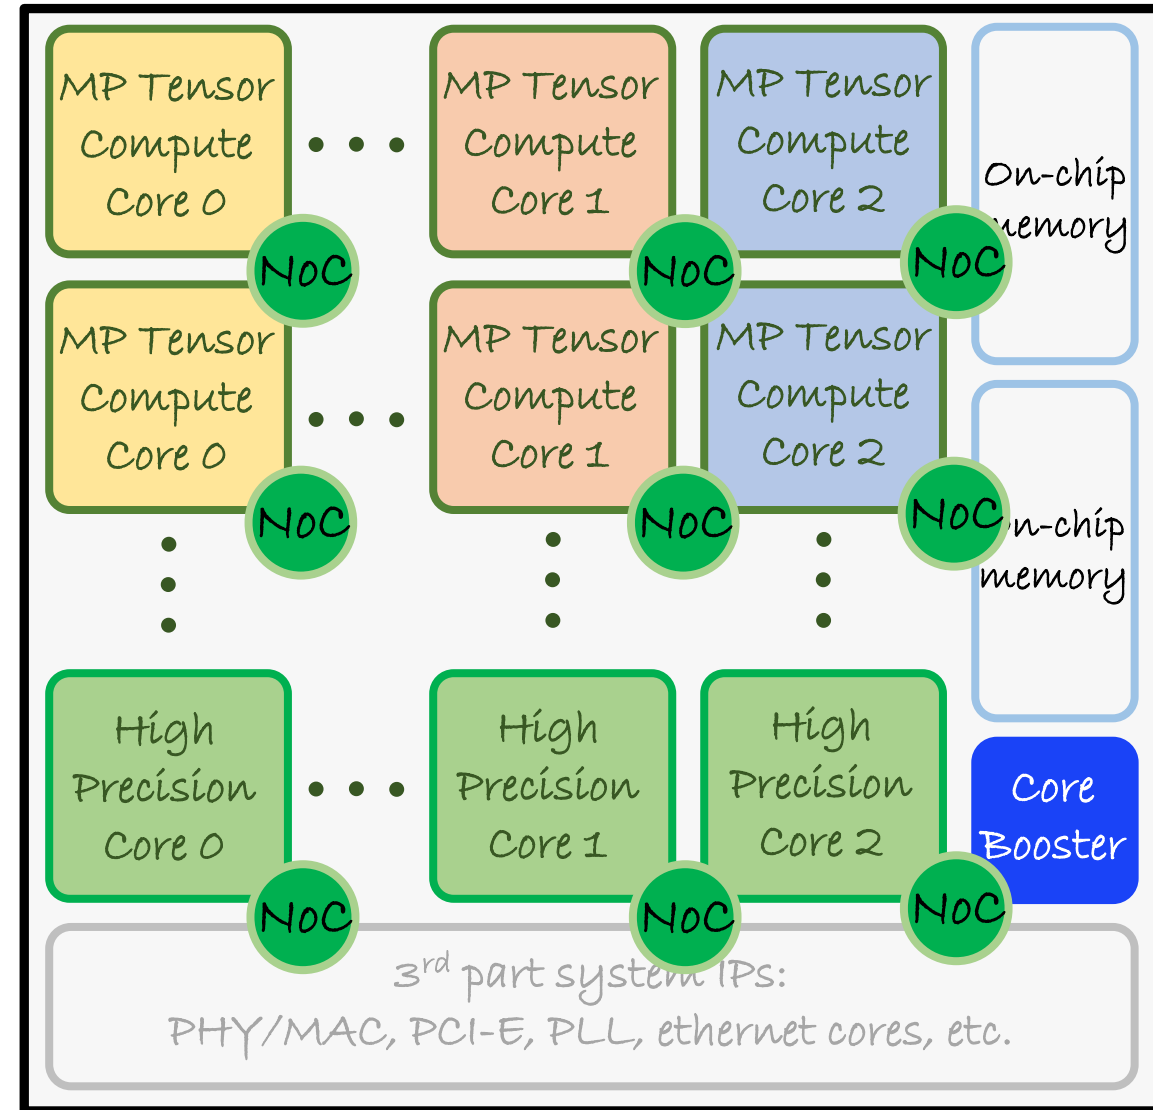 MP Tensor
Compute
Core 0
MP Tensor
Compute
Core 1
MP Tensor
Compute
Core 2
On-chip
memory
NoC
NoC
NoC
MP Tensor
Compute
Core 0
MP Tensor
Compute
Core 1
MP Tensor
Compute
Core 2
On-chip
memory
NoC
NoC
NoC
High
Precision
Core 0
High
Precision
Core 1
High
Precision
Core 2
Core
Booster
NoC
NoC
NoC
3rd part system IPs:
PHY/MAC, PCI-E, PLL, ethernet cores, etc.